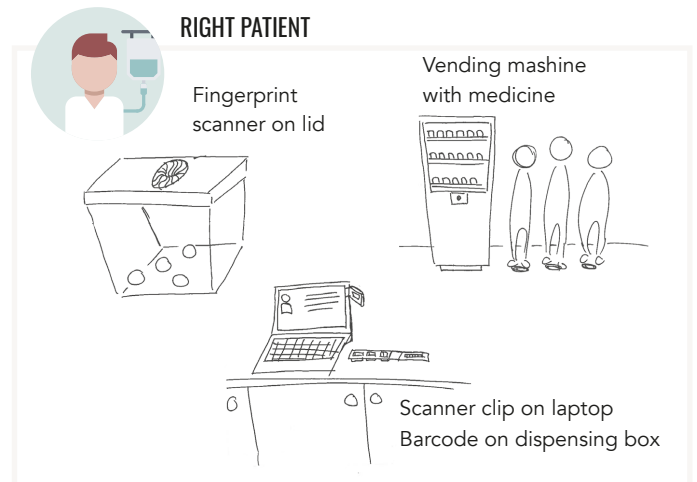 RIGHT PATIENT
Fingerprint
scanner on lid
Vending mashine
with medicine
Scanner clip on laptop
Barcode on dispensing box